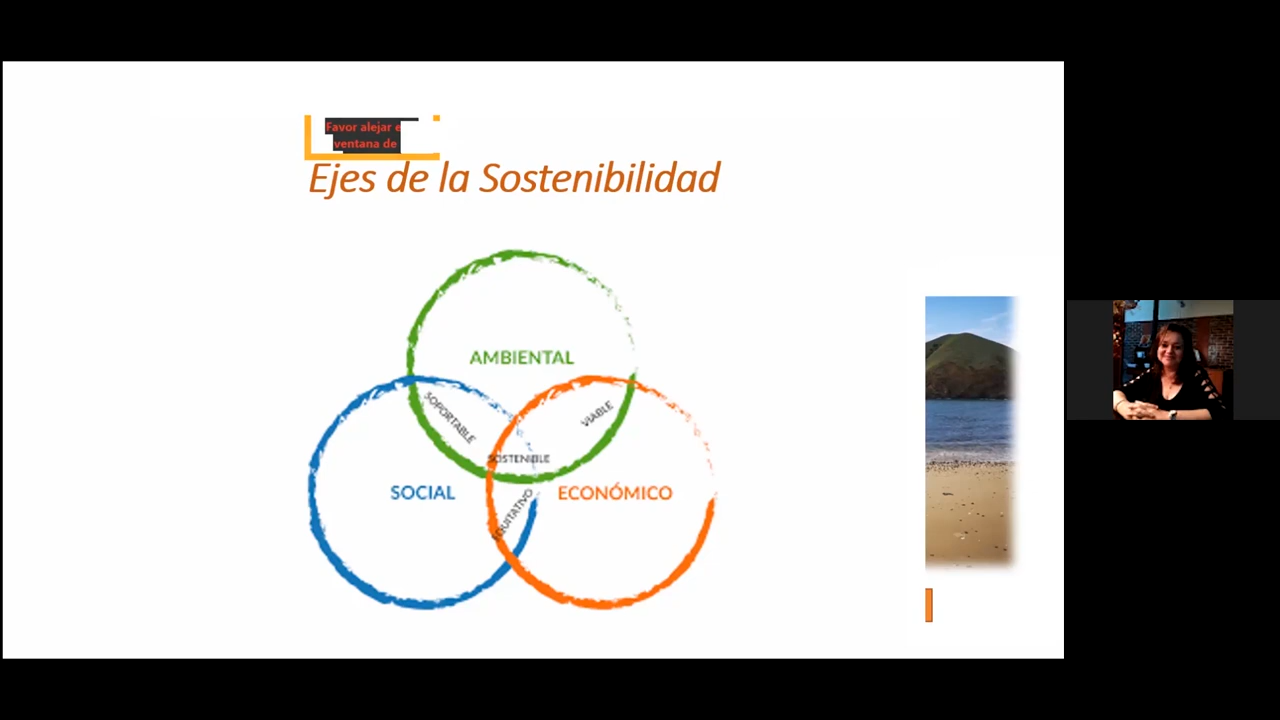 Favor alejar e
ventana de
Ejes de la Sostenibilidad
AMBIENTAL
SOPORTABLE
VIABLE
SOSTENIBLE
SOCIAL
ECONÓMICO
EQUITATIVO